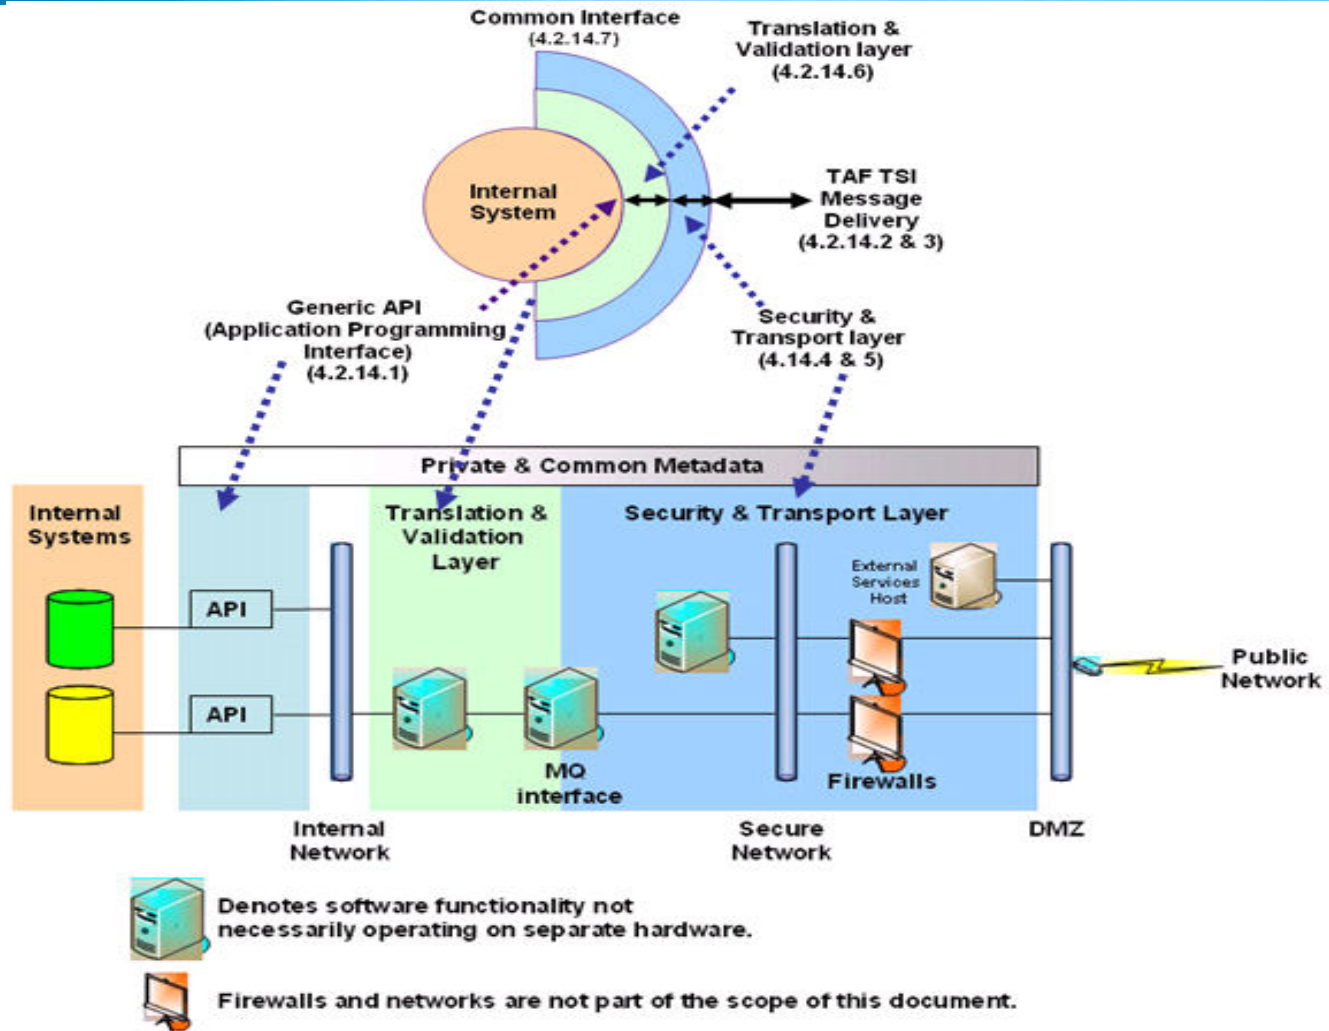 Common Interface
(4.2.14.7)
Translation &
Validation layer
(4.2.14.6)
Internal
System
TAF TSI
Message
Delivery
(4.2.14.2 & 3)
Generic API
(Application Programming
Interface)
(4.2.14.1)
Security &
Transport layer
(4.14.4 & 5)
Private & Common Metadata
Internal
Systems
Translation &
Validation
Layer
Security & Transport Layer
External
Services
Host
API
API
Public
Network
MQ
interface
Firewalls
Internal
Network
Secure
Network
DMZ
Denotes software functionality not
necessarily operating on separate hardware.
Firewalls and networks are not part of the scope of this document.